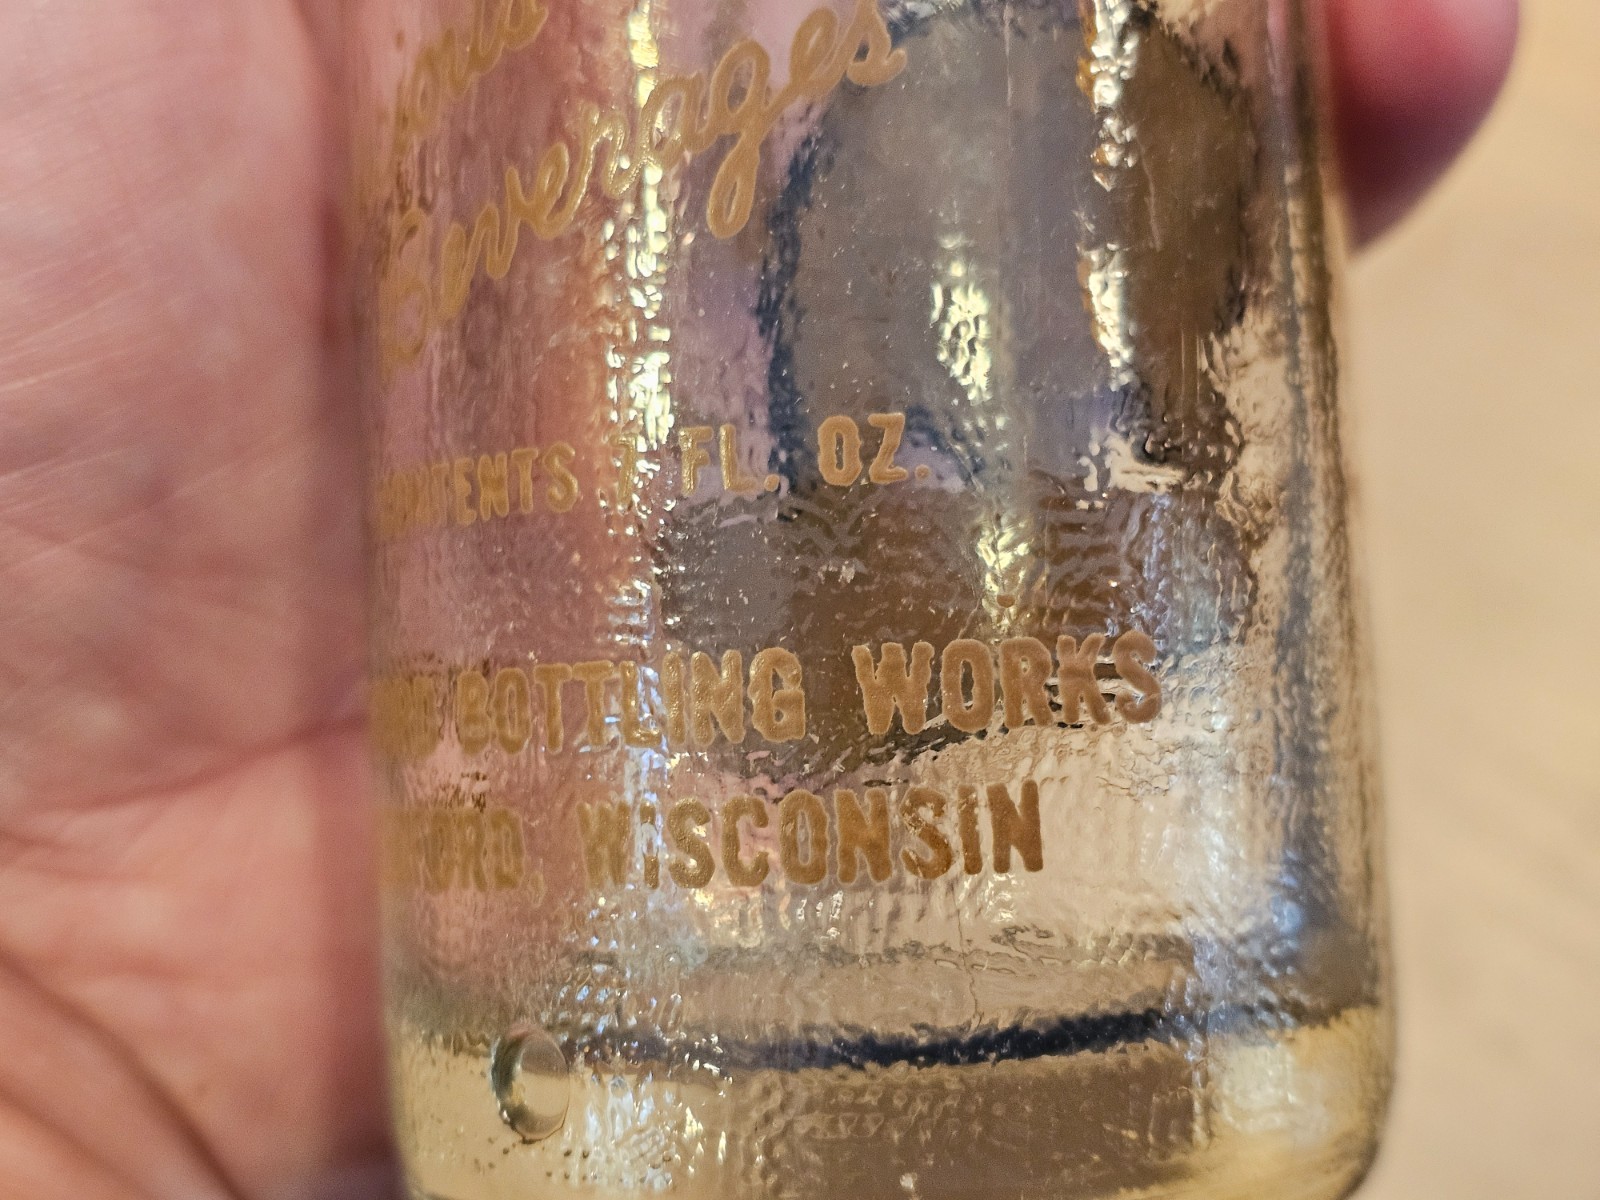 Beverages
CONTENTS 7 FL. OZ.
BOTTLING WORKS
WISCONSIN